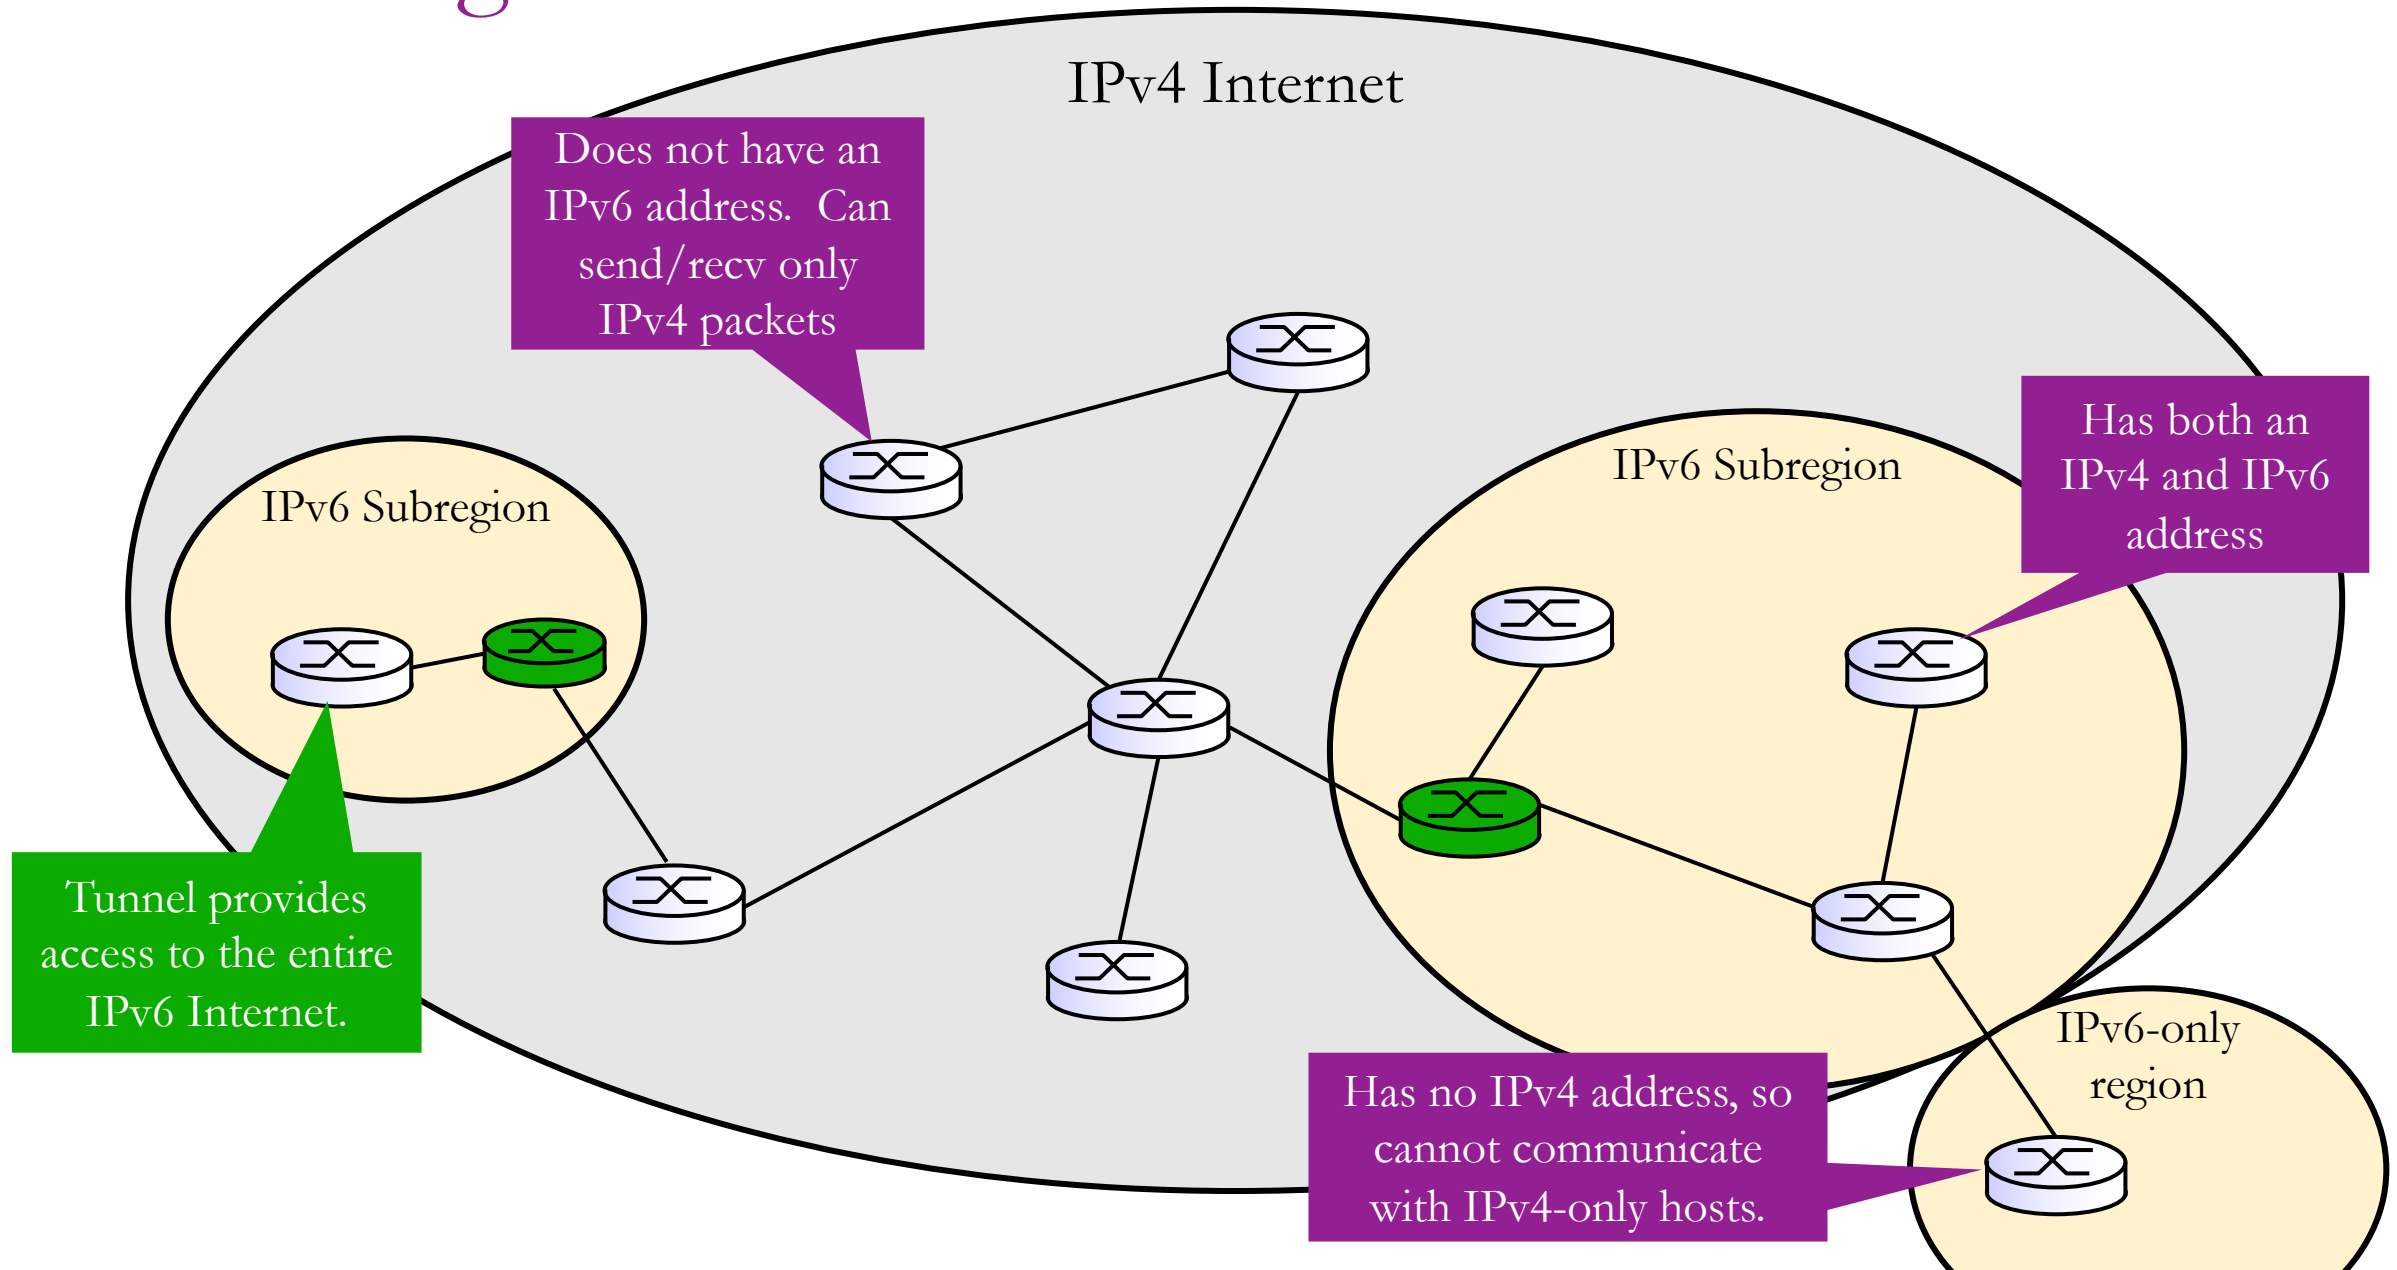 IPv4 Internet
Does not have an
IPv6 address.  Can
send/recv only
IPv4 packets
Has both an
IPv4 and IPv6
address
IPv6 Subregion
IPv6 Subregion
Tunnel provides
access to the entire
IPv6 Internet.
IPv6-only
region
Has no IPv4 address, so
cannot communicate
with IPv4-only hosts.